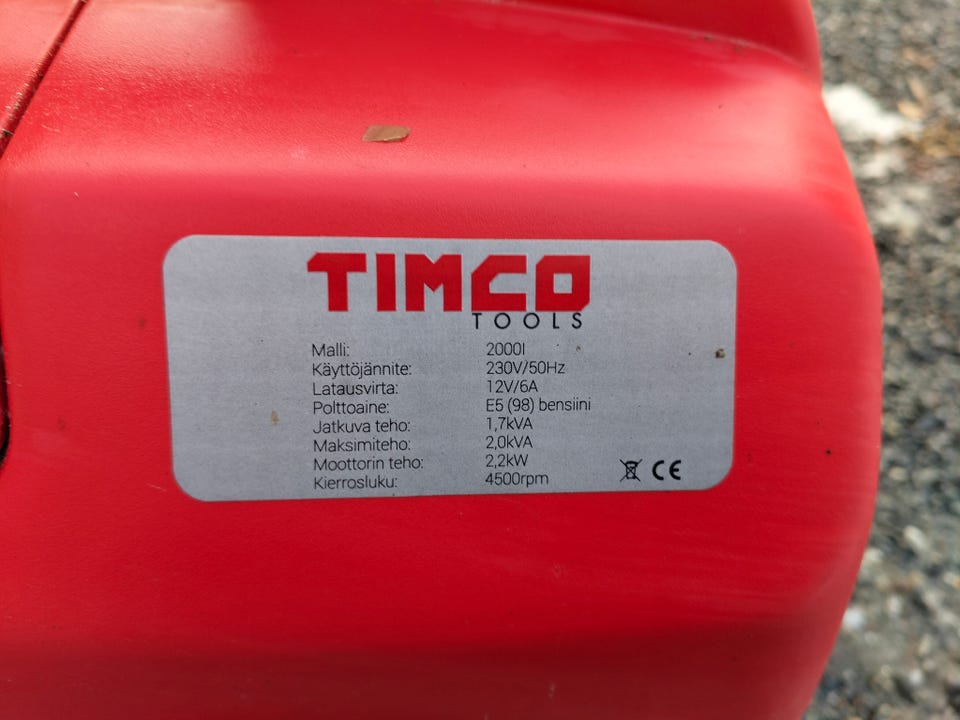 TIMCO
TOOLS
Malli: 2000I
Käyttöjännite: 230V/50Hz
Latausvirta: 12V/6A
Polttoaine: E5 (98) bensiini
Jatkuva teho: 1,7kVA
Maksimiteho: 2,0kVA
Moottorin teho: 2,2kW
Kierrosluku: 4500rpm
CE